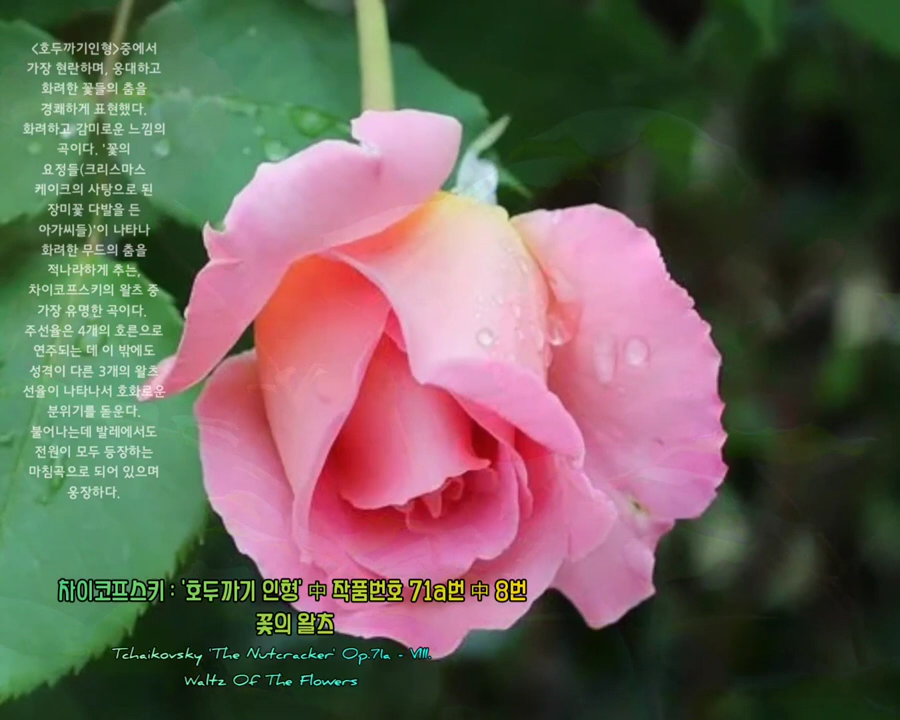 <호두까기인형>중에서
가장 현란하며, 웅대하고
화려한 꽃들의 춤을
경쾌하게 표현했다.
화려하고 감미로운 느낌의
곡이다. '꽃의
요정들(크리스마스
케이크의 사탕으로 된
장미꽃 다발을 든
아가씨들)'이 나타나
화려한 무드의 춤을
적나라하게 추는,
차이코프스키의 왈츠 중
가장 유명한 곡이다.
주선율은 4개의 호른으로
연주되는 데 이 밖에도
성격이 다른 3개의 왈츠
선율이 나타나서 호화로운
분위기를 돋운다.
불어나는데 발레에서도
전원이 모두 등장하는
마침곡으로 되어 있으며
웅장하다.
차이코프스키 : '호두까기 인형' 中 작품번호 71a번 中 8번
꽃의 왈츠
Tchaikovsky 'The Nutcracker' Op.71a - VIII.
Waltz Of The Flowers